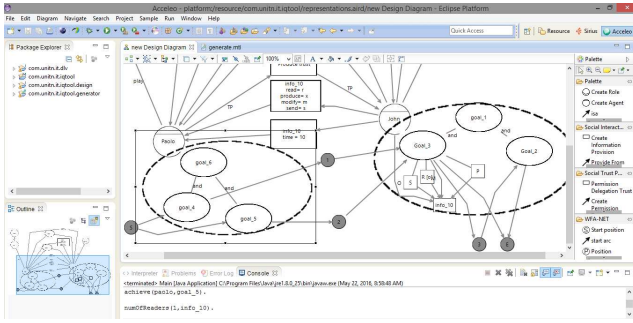 Acceleo - platform:/resource/com.unitn.it.iqtool/representations.aird/new Design Diagram - Eclipse Platform
File Edit Diagram Navigate Search Project Sample Run Window Help
Quick Access
Resource
Sirius
Acceleo
Package Explorer
com.unitn.it.dlv
com.unitn.it.iqtool
com.unitn.it.iqtool.design
com.unitn.it.iqtool.generator
Outline
new Design Diagram
generate.mtl
100%
play
Produce trust
info_10
read= r
produce= x
modify= m
send= s
TP
TP
info_10
time = 10
Paolo
John
goal_6
and
and
goal_4
goal_5
goal_1
and
and
Goal_3
Goal_2
O
S
P
info_10
Palette
Palette
Create Role
Create Agent
isa
Social Interact...
Create
Information
Provision
Provide From
Social Trust P...
Permission
Delegation Trust
Create
Permission
WFA-NET
Start position
start arc
Position
Interpreter
Problems
Error Log
Console
<terminated> Main [Java Application] C:\Program Files\Java\jre1.8.0_25\bin\javaw.exe (May 22, 2016, 8:58:48 AM)
achieve(paolo,goal_5).
numOfReaders(1,info_10).